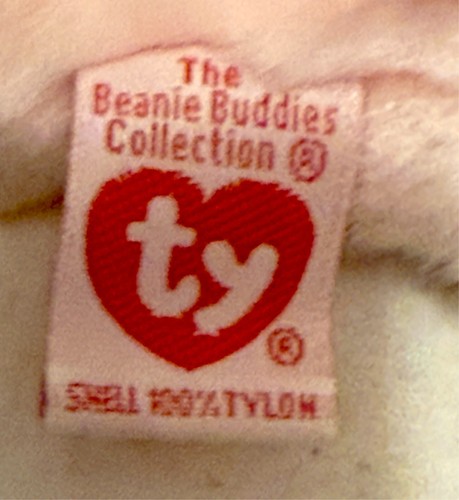 The
Beanie Buddies
Collection ®
ty
®
SHELL 100% TYLON